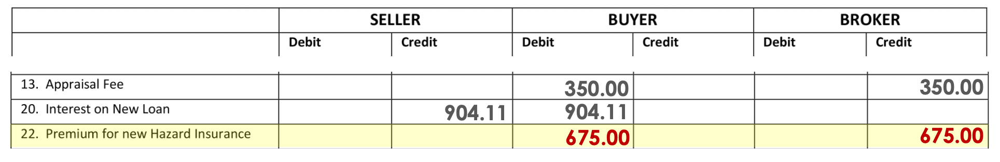 SELLER BUYER BROKER
Debit Credit Debit Credit Debit Credit
13. Appraisal Fee 350.00 350.00
20. Interest on New Loan 904.11 904.11
22. Premium for new Hazard Insurance 675.00 675.00